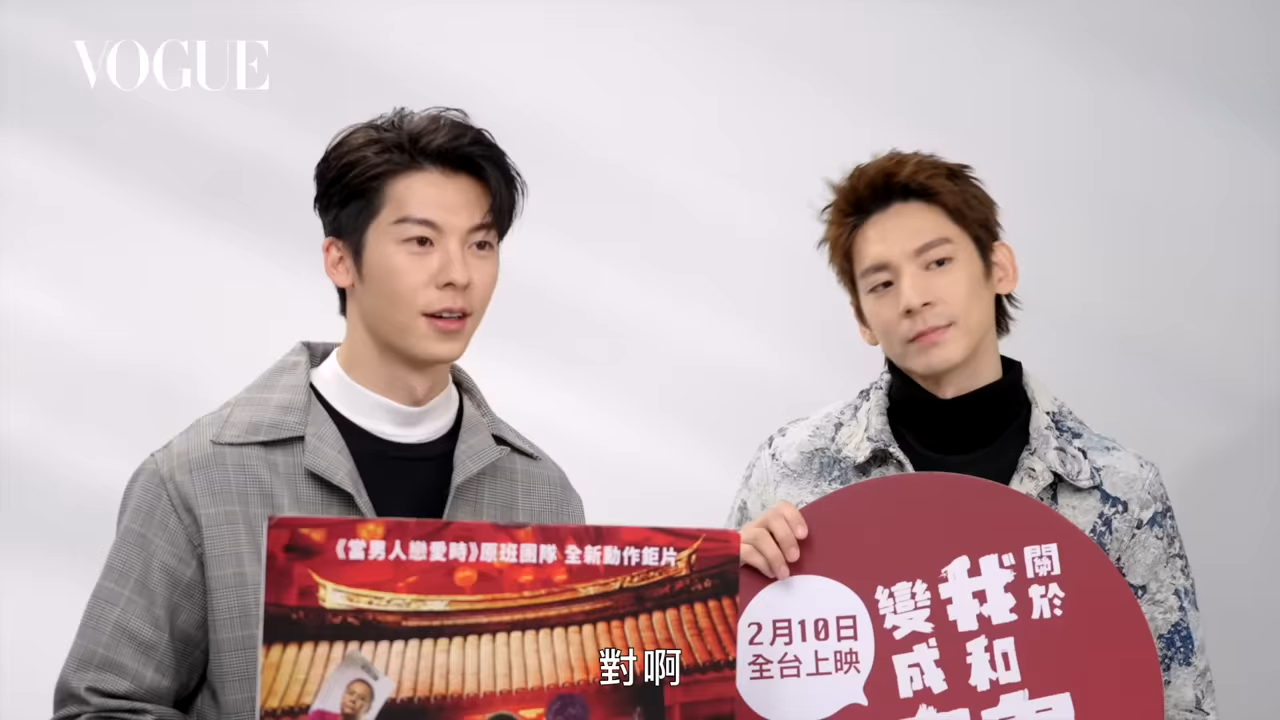 VOGUE
《當男人戀愛時》原班團隊 全新動作鉅片
2月10日
全台上映
關於
我和
變成
對啊